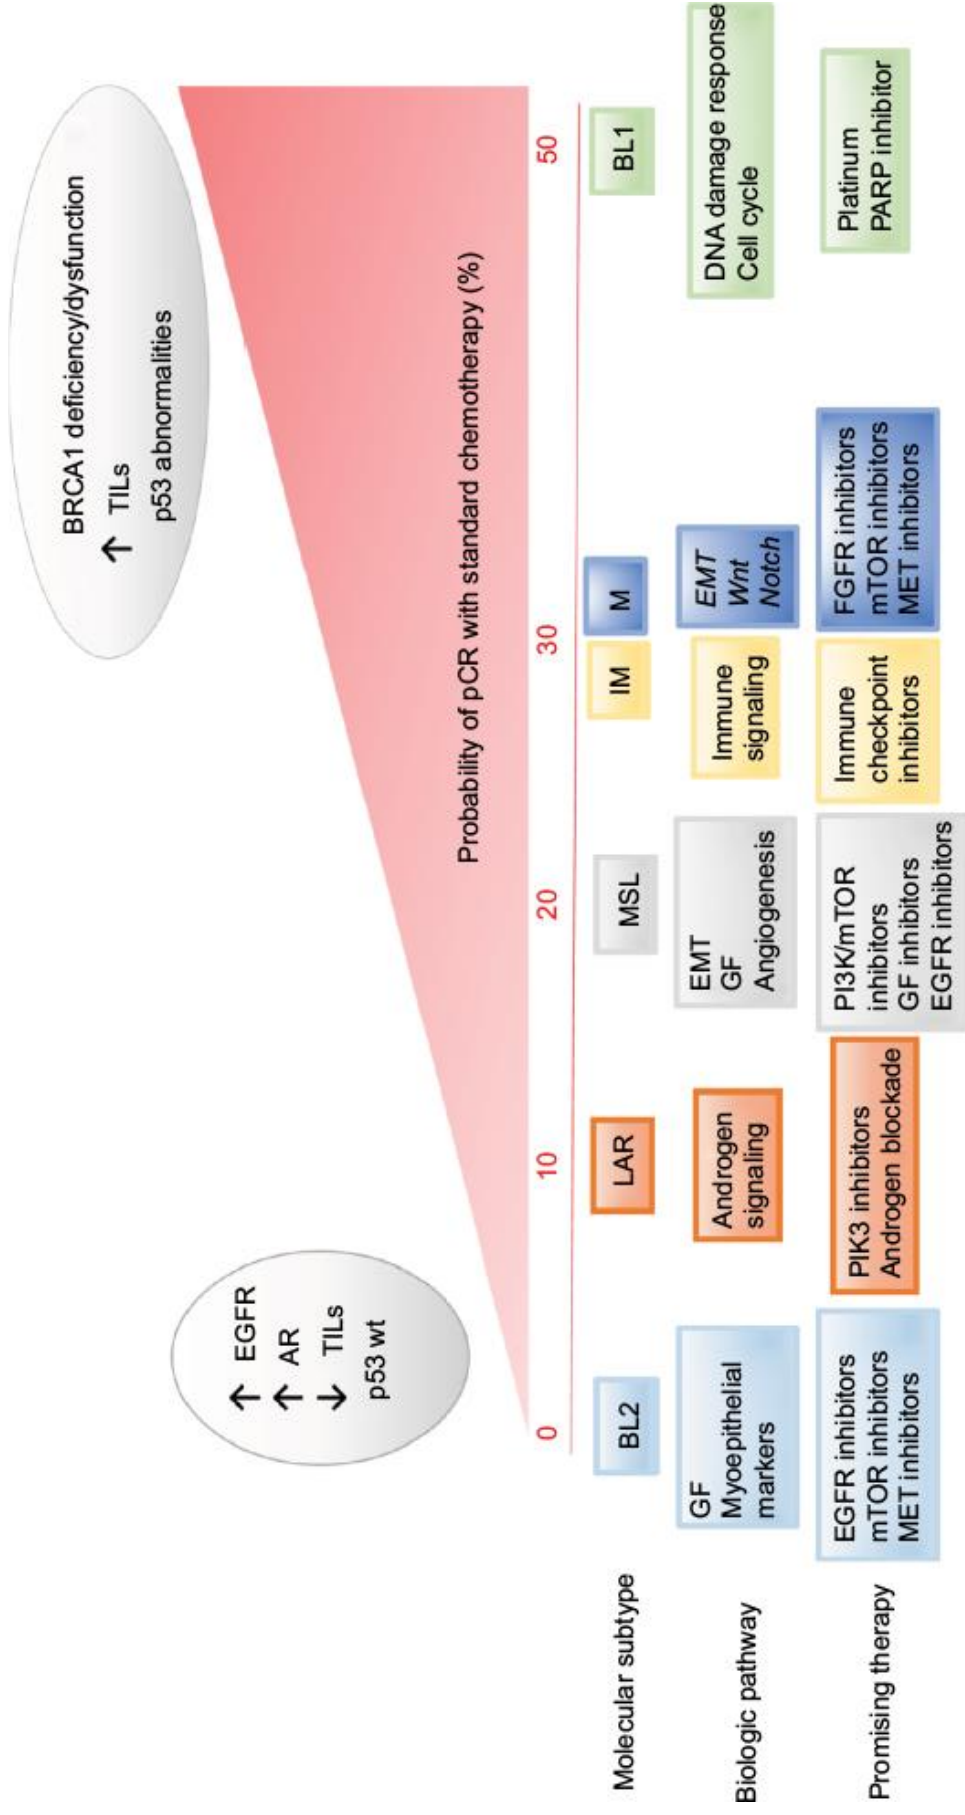 BRCA1 deficiency/dysfunction
↑ TILs
p53 abnormalities
↑ EGFR
↑ AR
↓ TILs
p53 wt
Probability of pCR with standard chemotherapy (%)
0 10 20 30 50
Molecular subtype
BL2
LAR
MSL
IM
M
BL1
Biologic pathway
GF
Myoepithelial
markers
Androgen
signaling
EMT
GF
Angiogenesis
Immune
signaling
EMT
Wnt
Notch
DNA damage response
Cell cycle
Promising therapy
EGFR inhibitors
mTOR inhibitors
MET inhibitors
PIK3 inhibitors
Androgen blockade
PI3K/mTOR
inhibitors
GF inhibitors
EGFR inhibitors
Immune
checkpoint
inhibitors
FGFR inhibitors
mTOR inhibitors
MET inhibitors
Platinum
PARP inhibitor